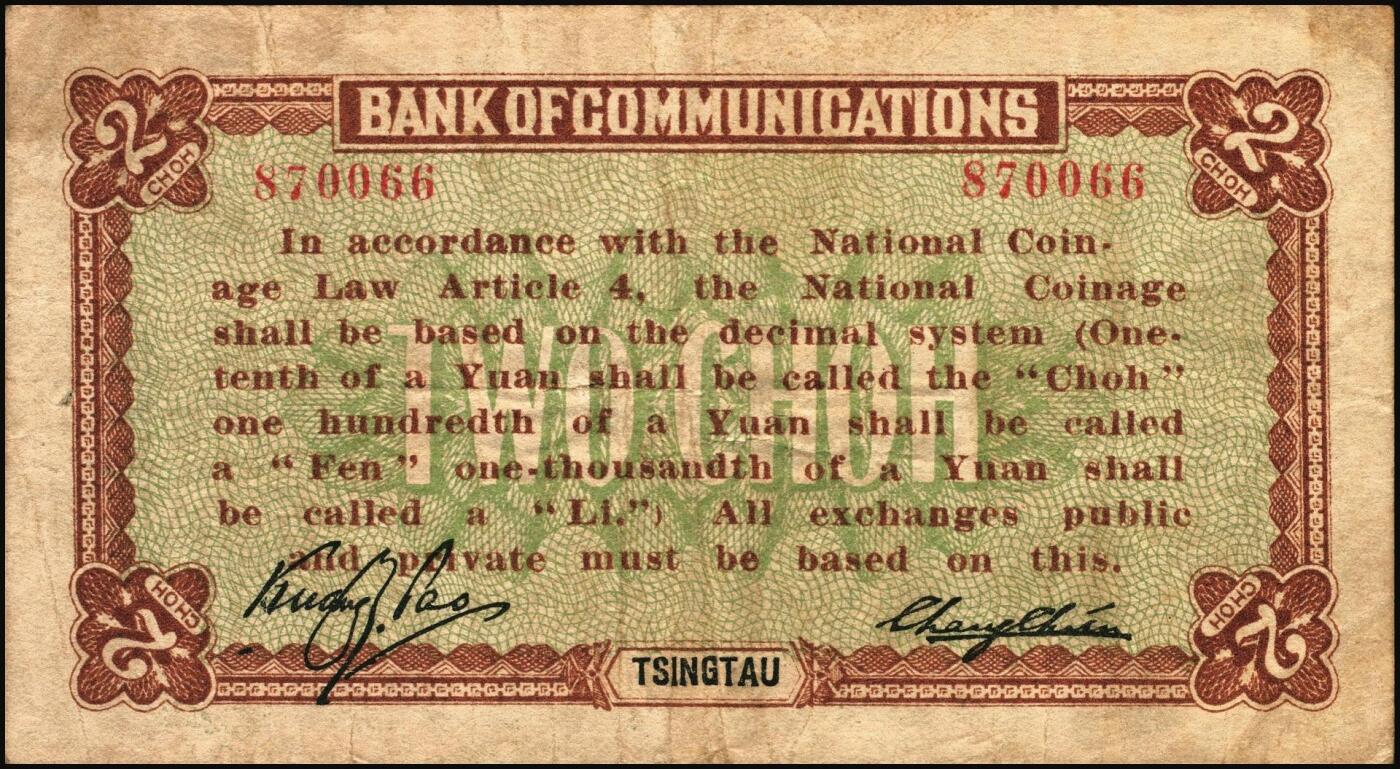 2 CHOH
BANK OF COMMUNICATIONS
2 CHOH
870066
870066
In accordance with the National Coin-
age Law Article 4, the National Coinage
shall be based on the decimal system (One-
tenth of a Yuan shall be called the "Choh"
one hundredth of a Yuan shall be called
a "Fen" one-thousandth of a Yuan shall
be called a "Li.") All exchanges public
and private must be based on this.
TWO CHOH
Chang Chien
2 CHOH
TSINGTAU
2 CHOH